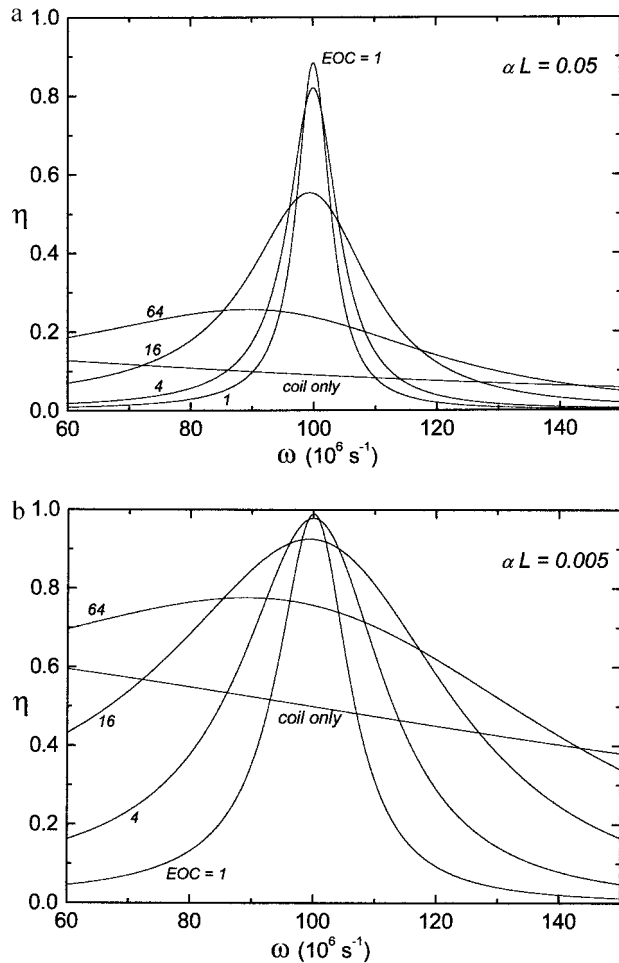 a
1.0
0.8
0.6
0.4
0.2
0.0
η
EOC = 1
α L = 0.05
64
16
4
1
coil only
60 80 100 120 140
ω (10⁶ s⁻¹)
b
1.0
0.8
0.6
0.4
0.2
0.0
η
α L = 0.005
64
16
4
EOC = 1
coil only
60 80 100 120 140
ω (10⁶ s⁻¹)